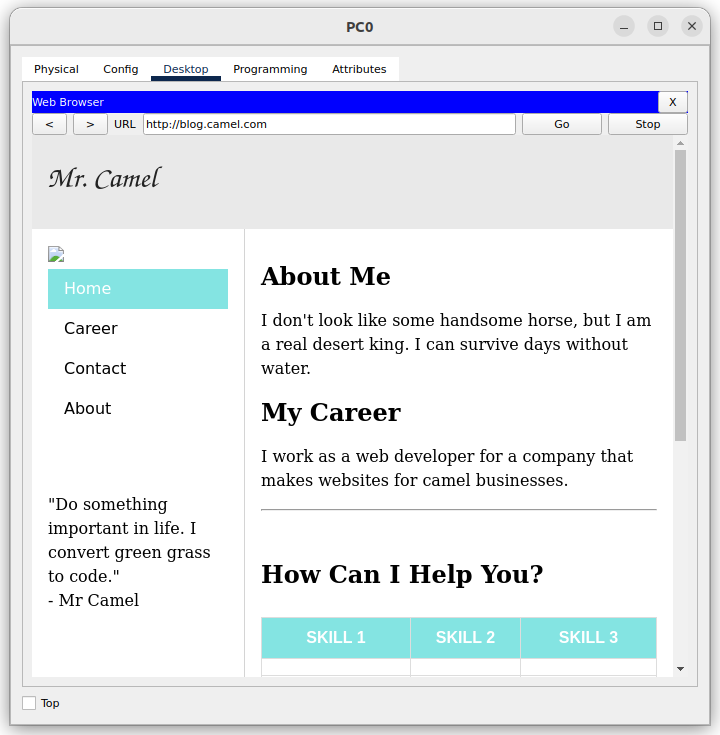 PC0
Physical Config Desktop Programming Attributes
Web Browser X
< > URL http://blog.camel.com Go Stop
Mr. Camel
Home
Career
Contact
About
"Do something
important in life. I
convert green grass
to code."
- Mr Camel
About Me
I don't look like some handsome horse, but I am
a real desert king. I can survive days without
water.
My Career
I work as a web developer for a company that
makes websites for camel businesses.
How Can I Help You?
SKILL 1 SKILL 2 SKILL 3
Top